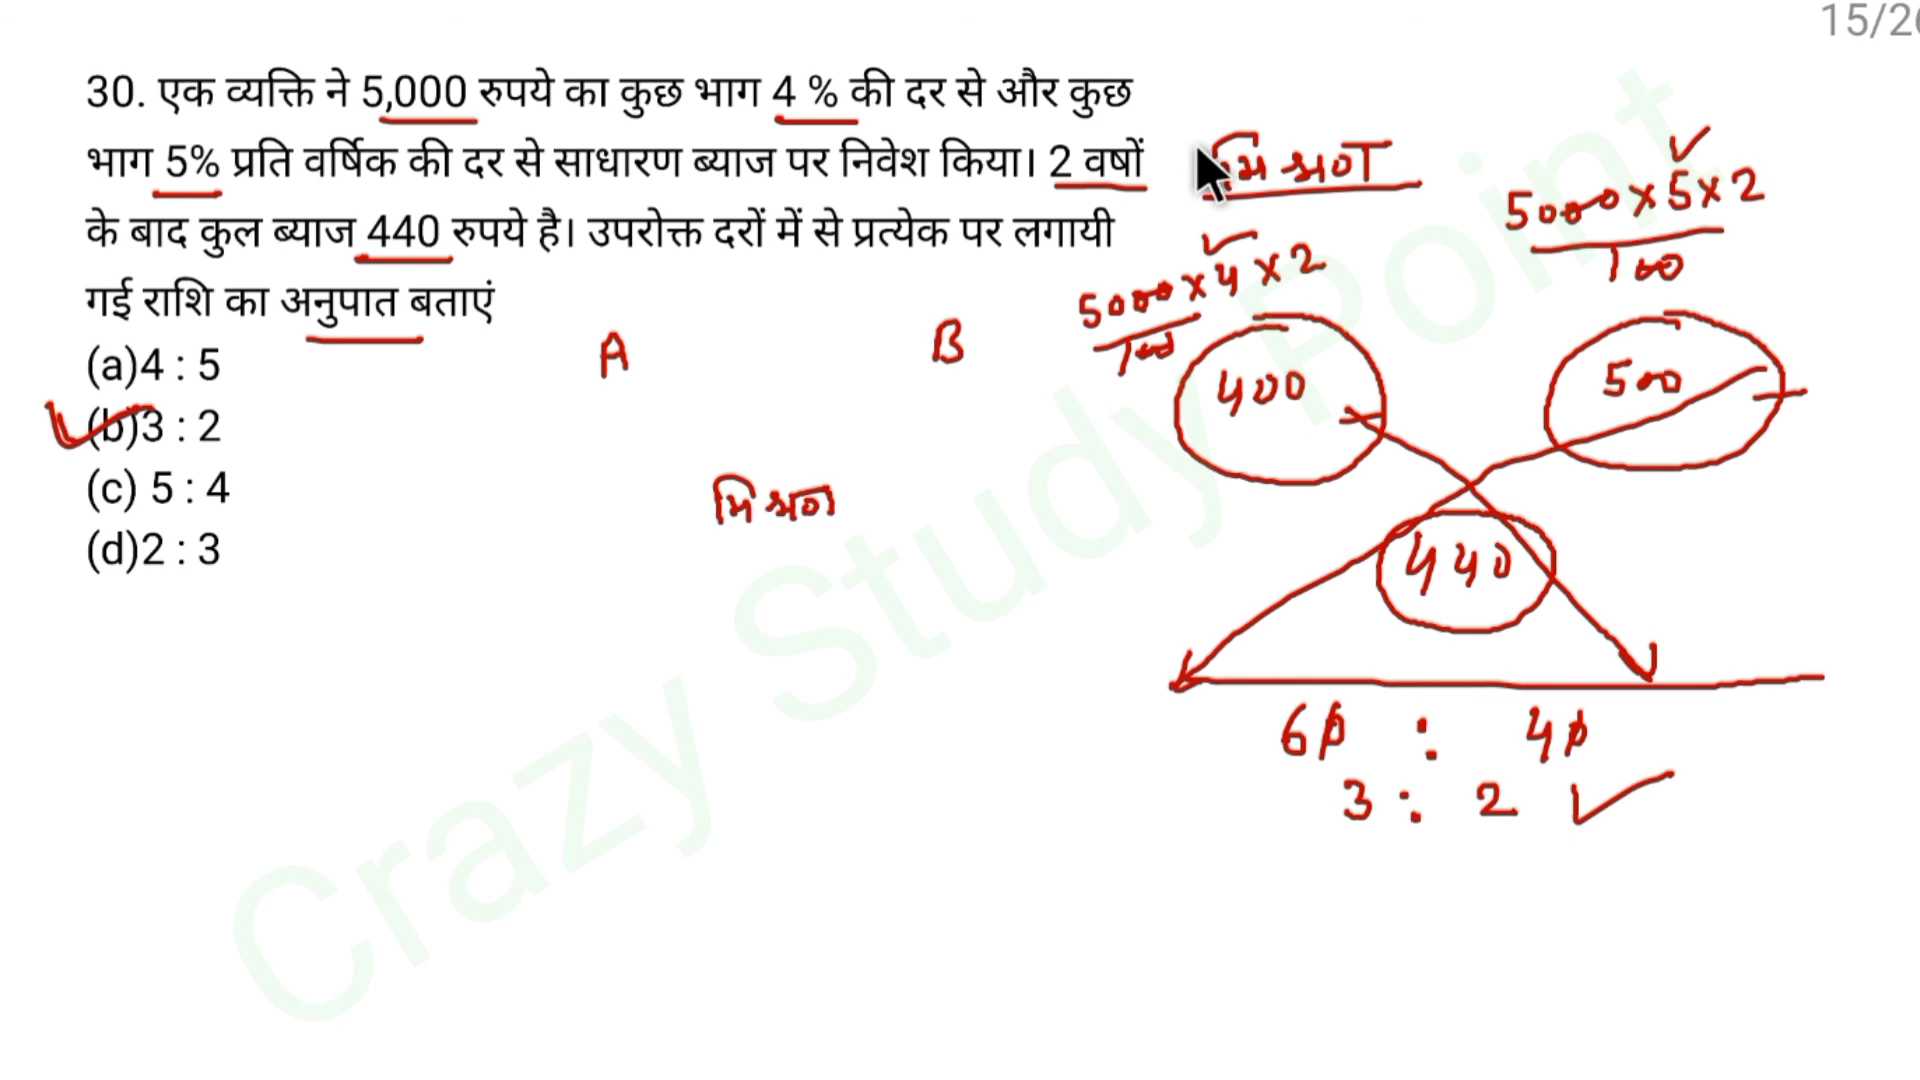 15/20
30. एक व्यक्ति ने 5,000 रुपये का कुछ भाग 4 % की दर से और कुछ
भाग 5% प्रति वर्षिक की दर से साधारण ब्याज पर निवेश किया। 2 वर्षों
के बाद कुल ब्याज 440 रुपये है। उपरोक्त दरों में से प्रत्येक पर लगायी
गई राशि का अनुपात बताएं
(a)4 : 5
(b)3 : 2
(c) 5 : 4
(d)2 : 3
A B
मिश्रण
मिश्रण
5000×5×2
100
5000×4×2
100
400 500
440
60 : 40
3 : 2
Crazy Study Point